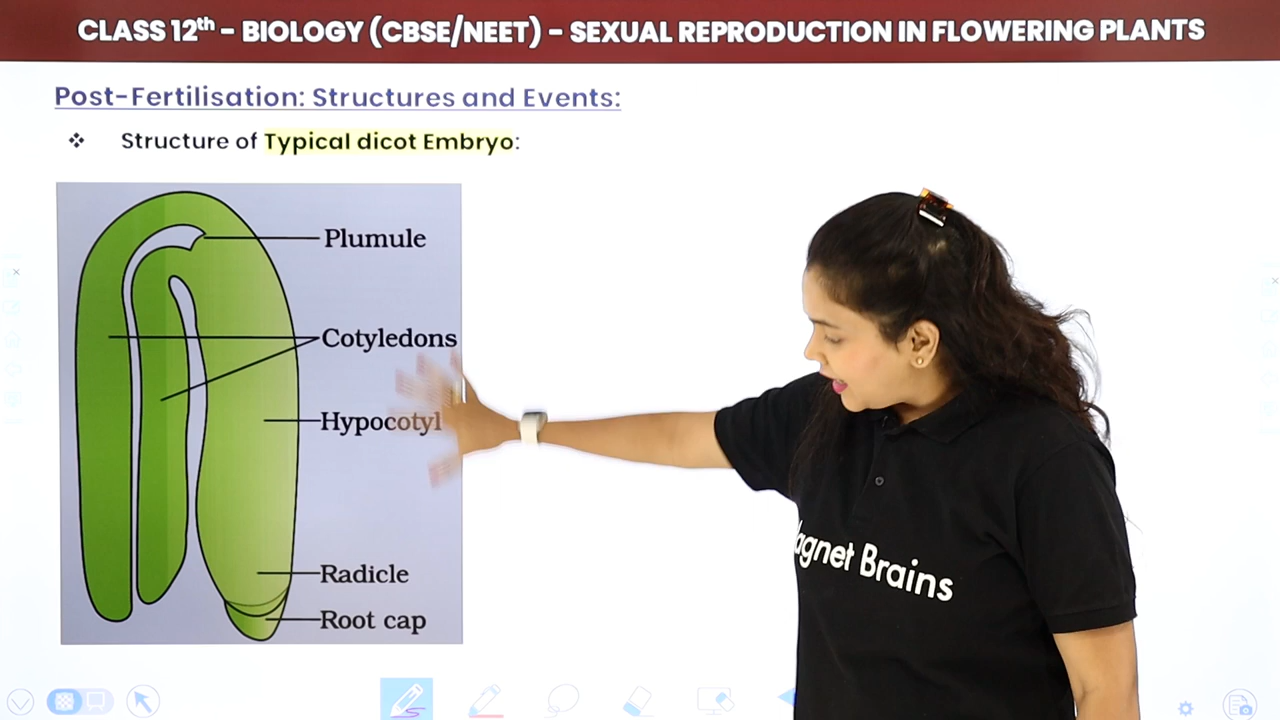 CLASS 12th - BIOLOGY (CBSE/NEET) - SEXUAL REPRODUCTION IN FLOWERING PLANTS
Post-Fertilisation: Structures and Events:
❖ Structure of Typical dicot Embryo:
Plumule
Cotyledons
Hypocotyl
Radicle
Root cap
agnet Brains